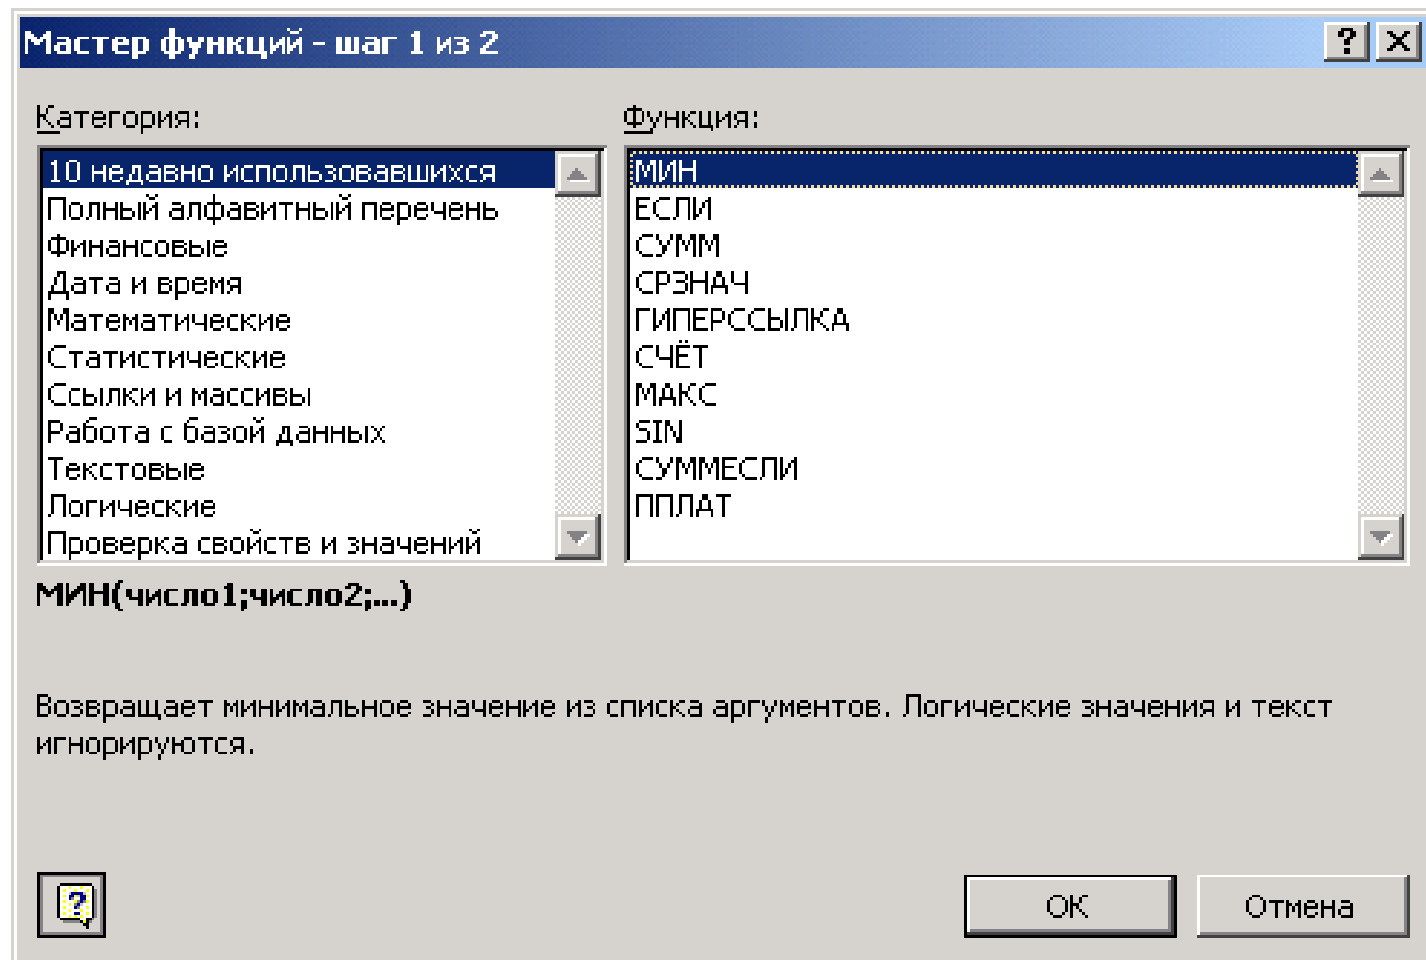 Мастер функций - шаг 1 из 2
Категория:
10 недавно использовавшихся
Полный алфавитный перечень
Финансовые
Дата и время
Математические
Статистические
Ссылки и массивы
Работа с базой данных
Текстовые
Логические
Проверка свойств и значений
Функция:
МИН
ЕСЛИ
СУММ
СРЗНАЧ
ГИПЕРССЫЛКА
СЧЁТ
МАКС
SIN
СУММЕСЛИ
ППЛАТ
МИН(число1;число2;...)
Возвращает минимальное значение из списка аргументов. Логические значения и текст
игнорируются.
ОК
Отмена